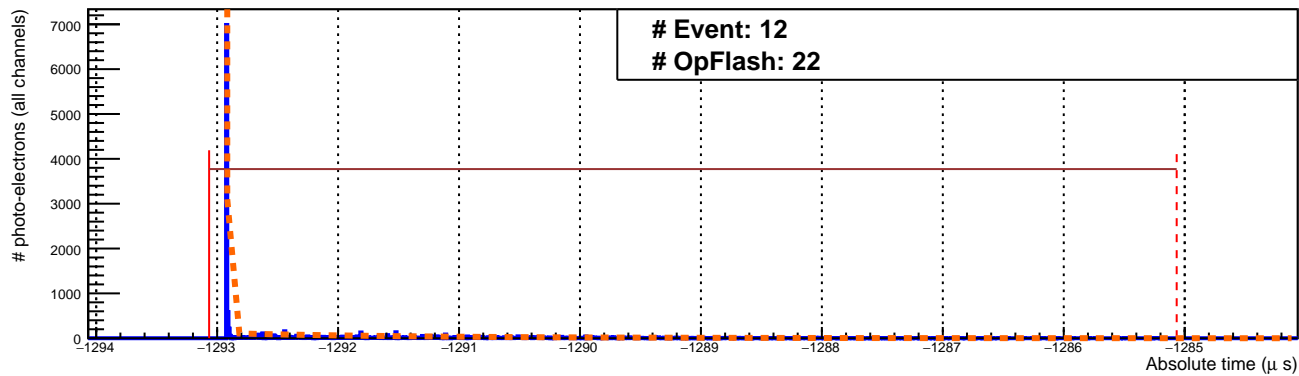 # Event: 12
# OpFlash: 22
# photo-electrons (all channels)
7000
6000
5000
4000
3000
2000
1000
0
−1294 −1293 −1292 −1291 −1290 −1289 −1288 −1287 −1286 −1285
Absolute time (μ s)